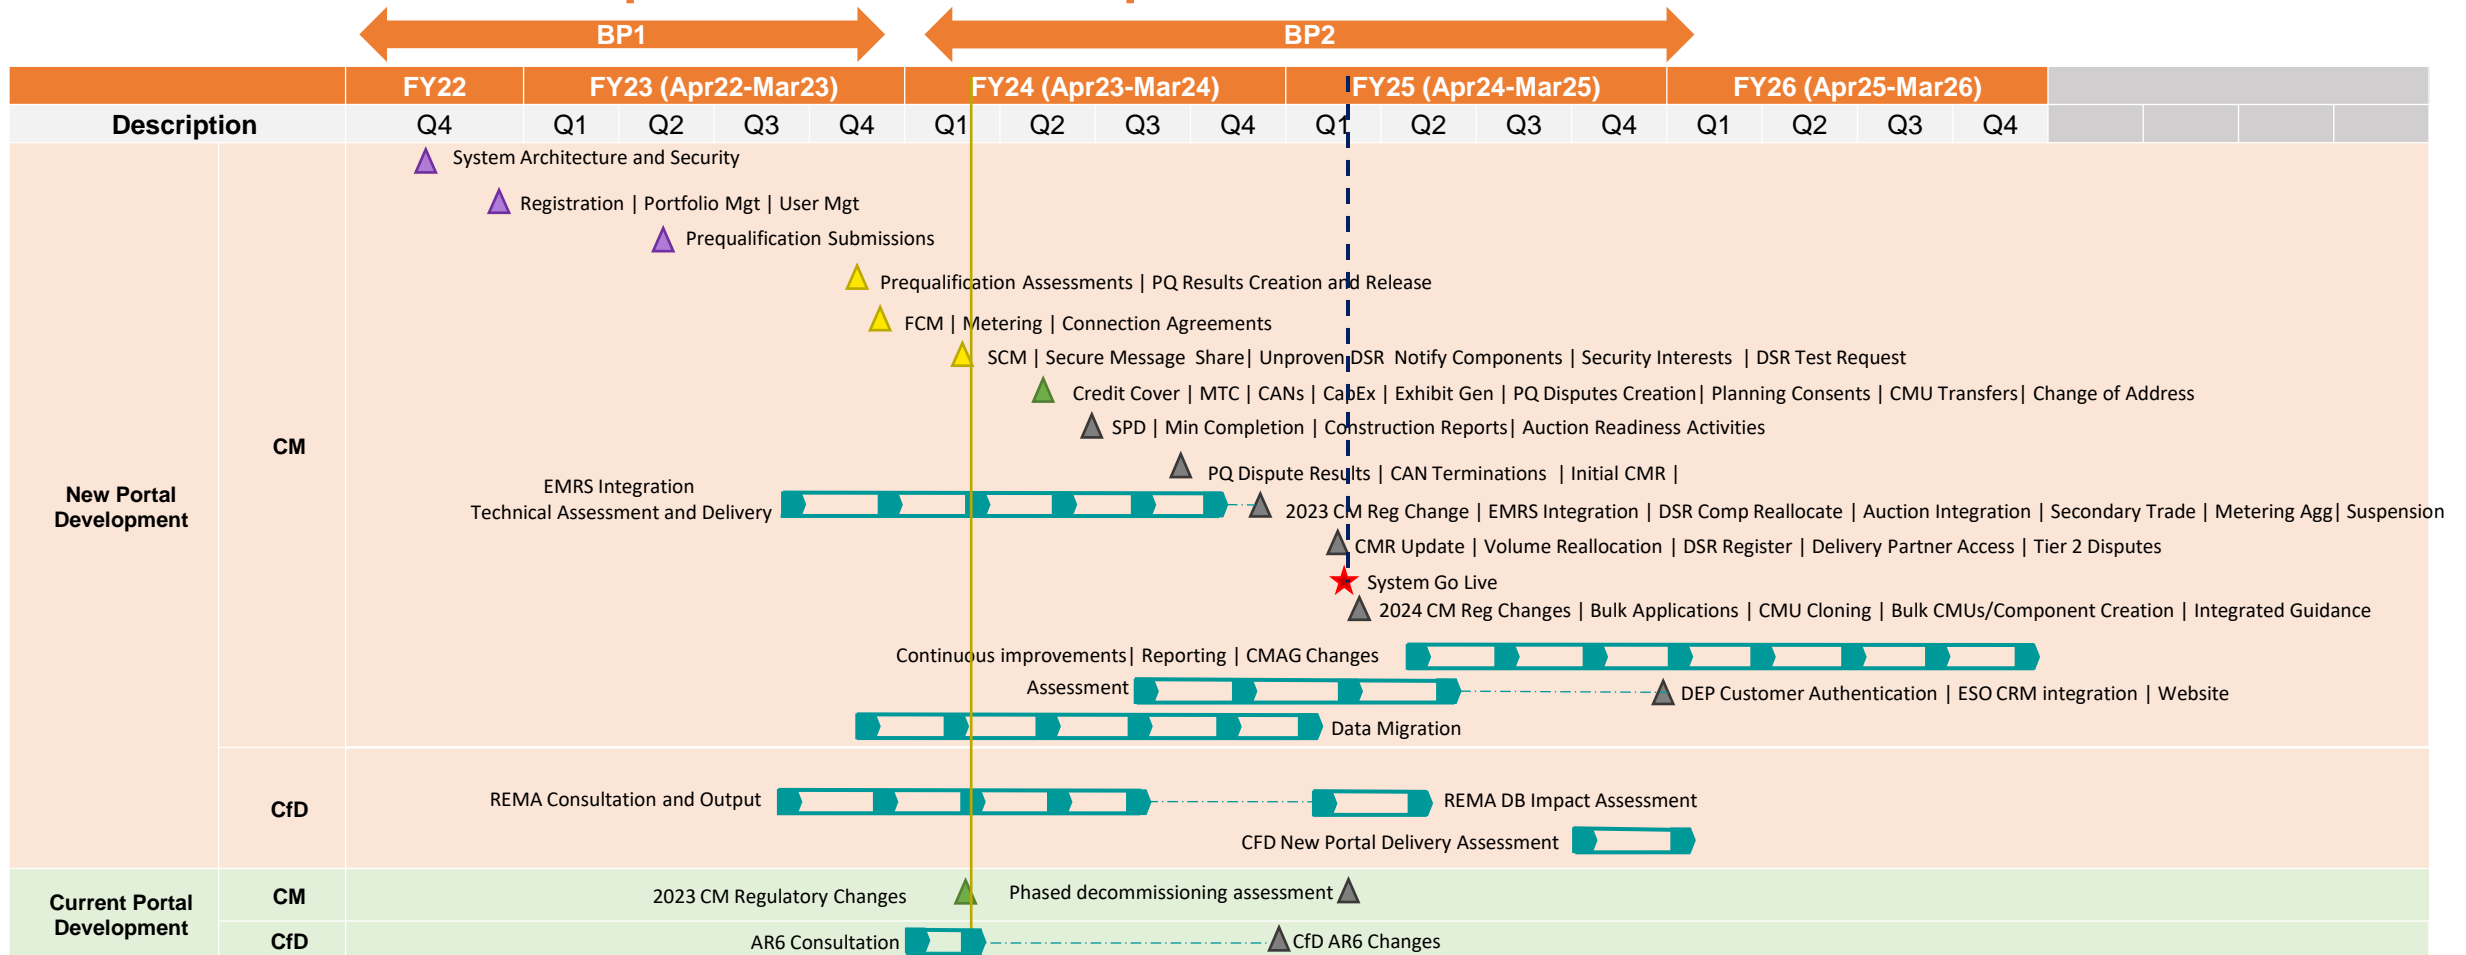 BP1
BP2
FY22
FY23 (Apr22-Mar23)
FY24 (Apr23-Mar24)
FY25 (Apr24-Mar25)
FY26 (Apr25-Mar26)
Description
Q4
Q1
Q2
Q3
Q4
Q1
Q2
Q3
Q4
Q1
Q2
Q3
Q4
Q1
Q2
Q3
Q4
New Portal
Development
CM
System Architecture and Security
Registration | Portfolio Mgt | User Mgt
Prequalification Submissions
Prequalification Assessments | PQ Results Creation and Release
FCM | Metering | Connection Agreements
SCM | Secure Message Share| Unproven DSR Notify Components | Security Interests | DSR Test Request
Credit Cover | MTC | CANs | CapEx | Exhibit Gen | PQ Disputes Creation| Planning Consents | CMU Transfers| Change of Address
SPD | Min Completion | Construction Reports| Auction Readiness Activities
PQ Dispute Results | CAN Terminations | Initial CMR |
EMRS Integration
Technical Assessment and Delivery
2023 CM Reg Change | EMRS Integration | DSR Comp Reallocate | Auction Integration | Secondary Trade | Metering Agg| Suspension
CMR Update | Volume Reallocation | DSR Register | Delivery Partner Access | Tier 2 Disputes
System Go Live
2024 CM Reg Changes | Bulk Applications | CMU Cloning | Bulk CMUs/Component Creation | Integrated Guidance
Continuous improvements| Reporting | CMAG Changes
Assessment
DEP Customer Authentication | ESO CRM integration | Website
Data Migration
CfD
REMA Consultation and Output
REMA DB Impact Assessment
CFD New Portal Delivery Assessment
Current Portal
Development
CM
2023 CM Regulatory Changes
Phased decommissioning assessment
CfD
AR6 Consultation
CfD AR6 Changes